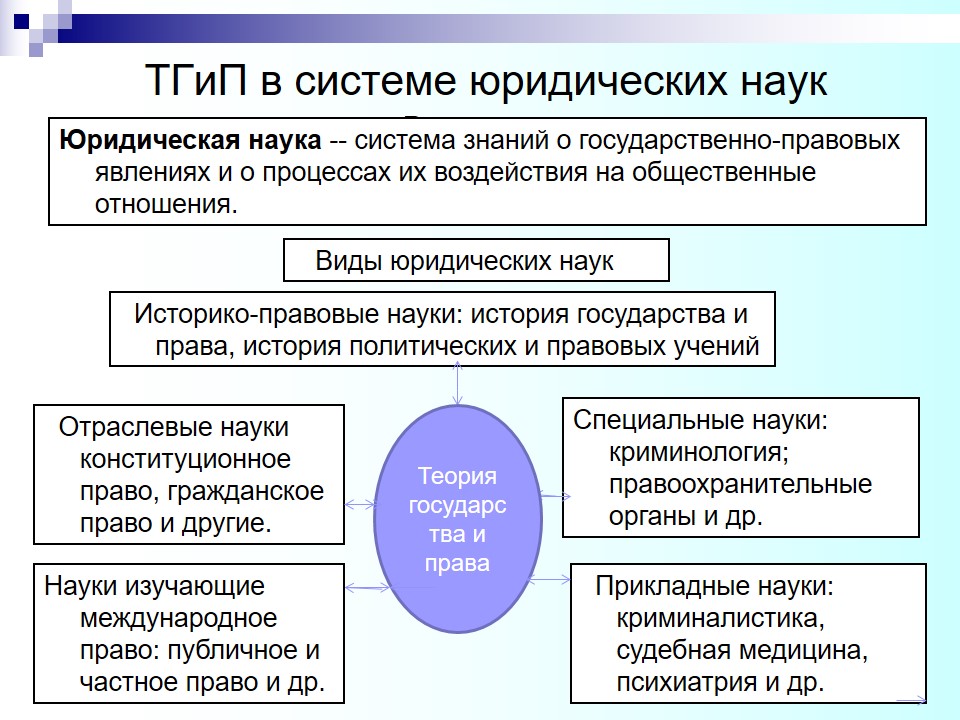 ТГиП в системе юридических наук
Юридическая наука -- система знаний о государственно-правовых
явлениях и о процессах их воздействия на общественные
отношения.
Виды юридических наук
Историко-правовые науки: история государства и
права, история политических и правовых учений
Отраслевые науки
конституционное
право, гражданское
право и другие.
Теория
государс
тва и
права
Специальные науки:
криминология;
правоохранительные
органы и др.
Науки изучающие
международное
право: публичное и
частное право и др.
Прикладные науки:
криминалистика,
судебная медицина,
психиатрия и др.